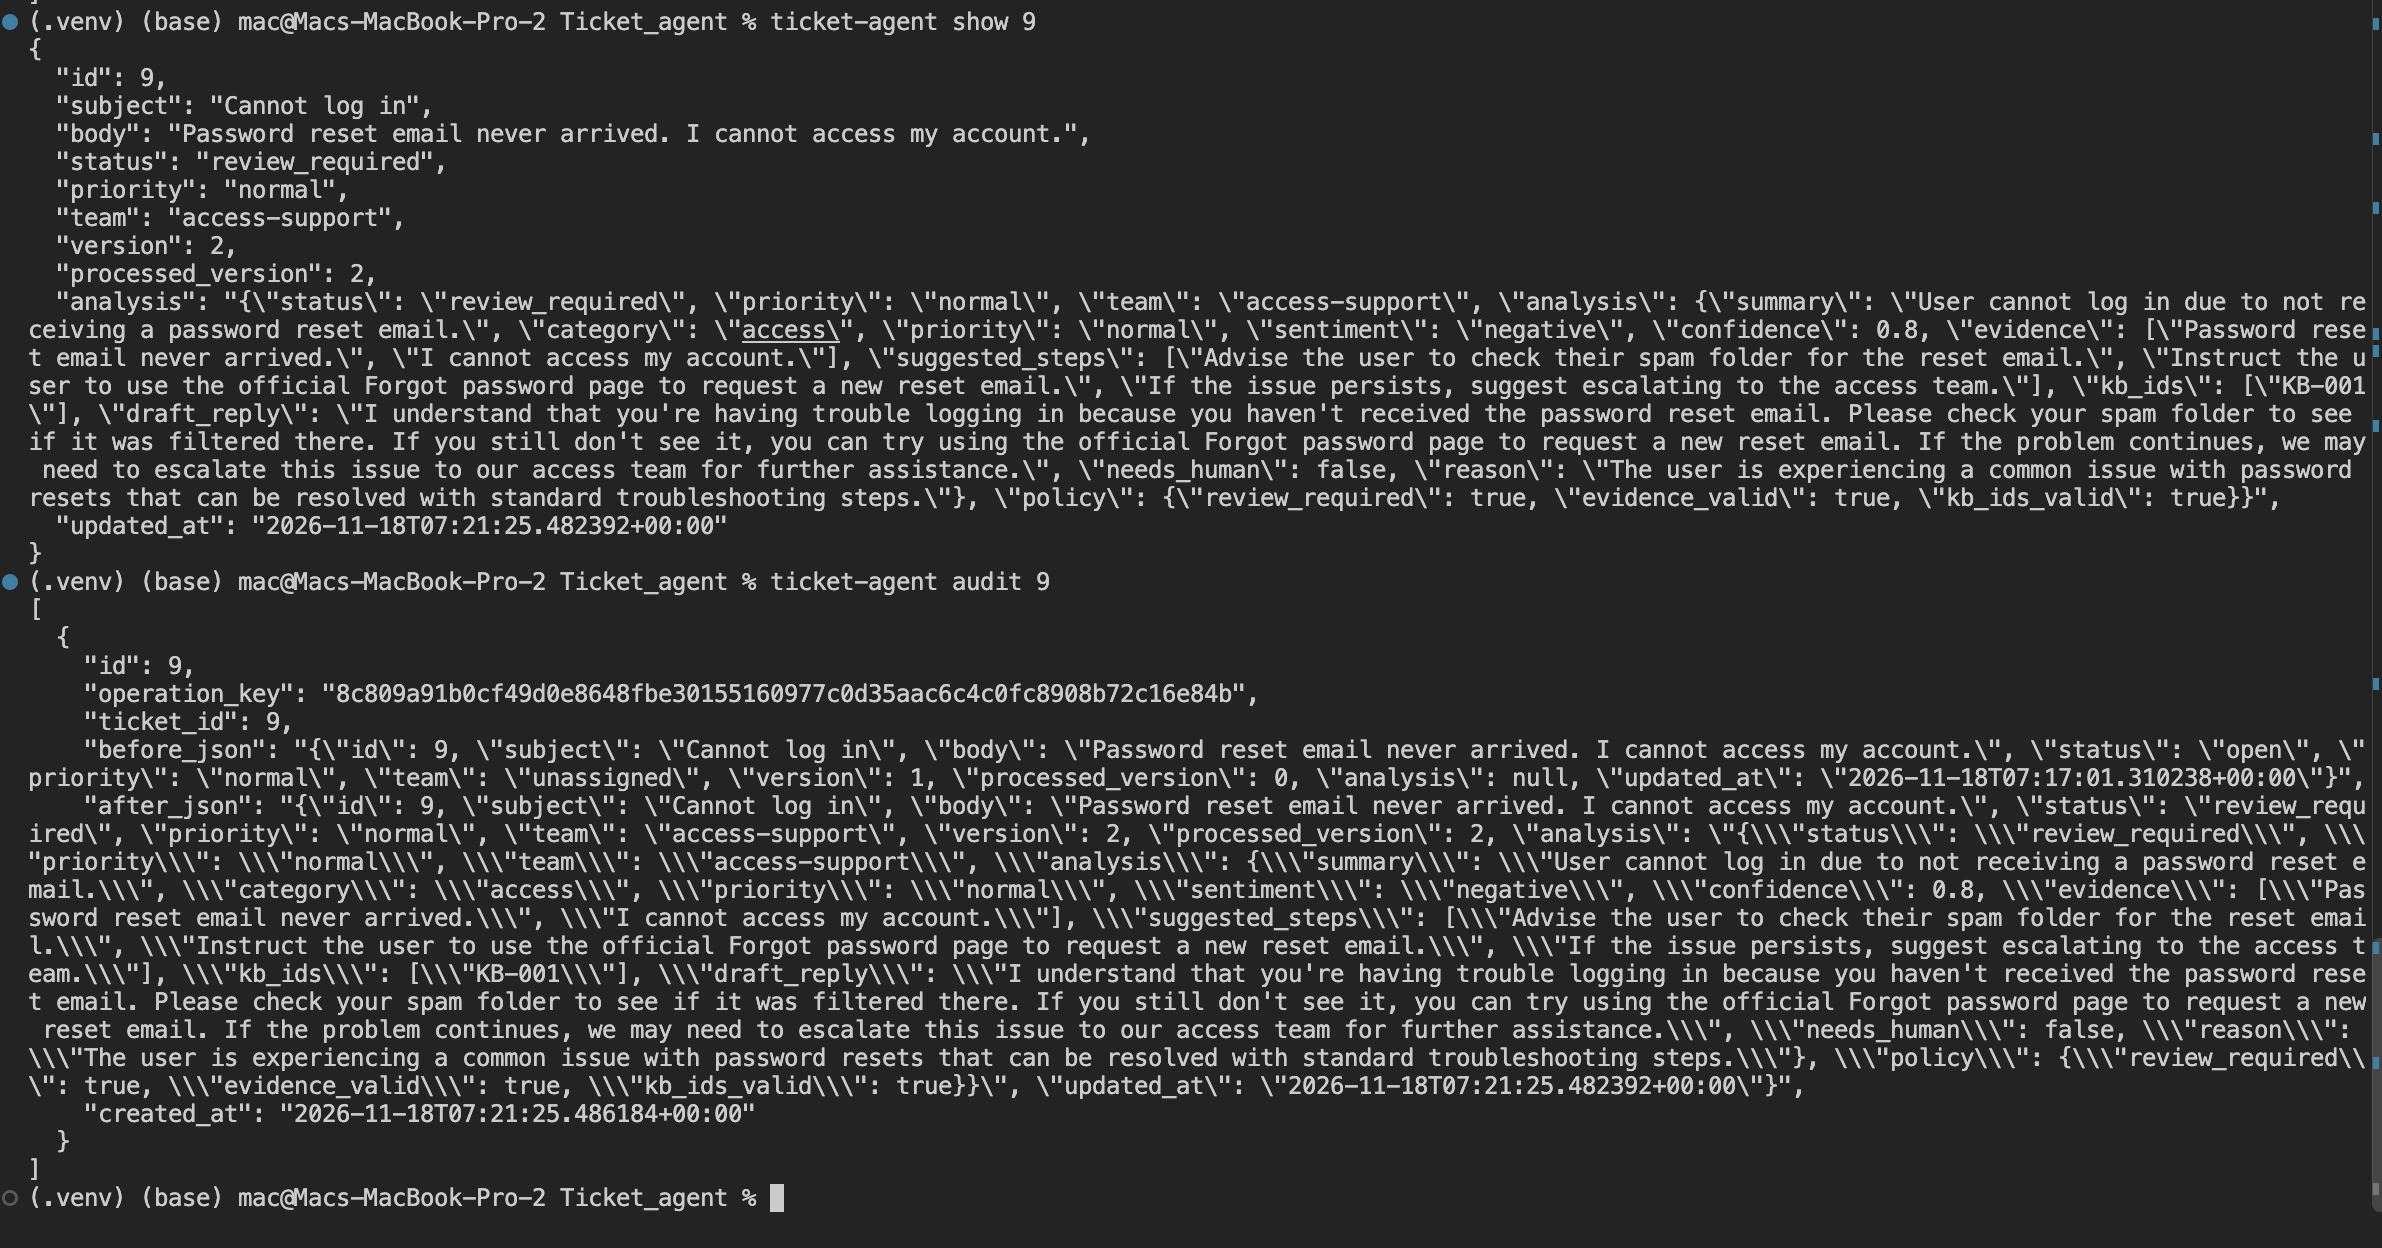 (.venv) (base) mac@Macs-MacBook-Pro-2 Ticket_agent % ticket-agent show 9
{
  "id": 9,
  "subject": "Cannot log in",
  "body": "Password reset email never arrived. I cannot access my account.",
  "status": "review_required",
  "priority": "normal",
  "team": "access-support",
  "version": 2,
  "processed_version": 2,
  "analysis": "{\"status\": \"review_required\", \"priority\": \"normal\", \"team\": \"access-support\", \"analysis\": {\"summary\": \"User cannot log in due to not re
ceiving a password reset email.\", \"category\": \"access\", \"priority\": \"normal\", \"sentiment\": \"negative\", \"confidence\": 0.8, \"evidence\": [\"Password rese
t email never arrived.\", \"I cannot access my account.\"], \"suggested_steps\": [\"Advise the user to check their spam folder for the reset email.\", \"Instruct the u
ser to use the official Forgot password page to request a new reset email.\", \"If the issue persists, suggest escalating to the access team.\"], \"kb_ids\": [\"KB-001
\"], \"draft_reply\": \"I understand that you're having trouble logging in because you haven't received the password reset email. Please check your spam folder to see 
if it was filtered there. If you still don't see it, you can try using the official Forgot password page to request a new reset email. If the problem continues, we may
 need to escalate this issue to our access team for further assistance.\", \"needs_human\": false, \"reason\": \"The user is experiencing a common issue with password 
resets that can be resolved with standard troubleshooting steps.\"}, \"policy\": {\"review_required\": true, \"evidence_valid\": true, \"kb_ids_valid\": true}}",
  "updated_at": "2026-11-18T07:21:25.482392+00:00"
}
(.venv) (base) mac@Macs-MacBook-Pro-2 Ticket_agent % ticket-agent audit 9
[
  {
    "id": 9,
    "operation_key": "8c809a91b0cf49d0e8648fbe30155160977c0d35aac6c4c0fc8908b72c16e84b",
    "ticket_id": 9,
    "before_json": "{\"id\": 9, \"subject\": \"Cannot log in\", \"body\": \"Password reset email never arrived. I cannot access my account.\", \"status\": \"open\", \"
priority\": \"normal\", \"team\": \"unassigned\", \"version\": 1, \"processed_version\": 0, \"analysis\": null, \"updated_at\": \"2026-11-18T07:17:01.310238+00:00\"}",
    "after_json": "{\"id\": 9, \"subject\": \"Cannot log in\", \"body\": \"Password reset email never arrived. I cannot access my account.\", \"status\": \"review_requ
ired\", \"priority\": \"normal\", \"team\": \"access-support\", \"version\": 2, \"processed_version\": 2, \"analysis\": \"{\\\"status\\\": \\\"review_required\\\", \\\
"priority\\\": \\\"normal\\\", \\\"team\\\": \\\"access-support\\\", \\\"analysis\\\": {\\\"summary\\\": \\\"User cannot log in due to not receiving a password reset e
mail.\\\", \\\"category\\\": \\\"access\\\", \\\"priority\\\": \\\"normal\\\", \\\"sentiment\\\": \\\"negative\\\", \\\"confidence\\\": 0.8, \\\"evidence\\\": [\\\"Pas
sword reset email never arrived.\\\", \\\"I cannot access my account.\\\"], \\\"suggested_steps\\\": [\\\"Advise the user to check their spam folder for the reset emai
l.\\\", \\\"Instruct the user to use the official Forgot password page to request a new reset email.\\\", \\\"If the issue persists, suggest escalating to the access t
eam.\\\"], \\\"kb_ids\\\": [\\\"KB-001\\\"], \\\"draft_reply\\\": \\\"I understand that you're having trouble logging in because you haven't received the password rese
t email. Please check your spam folder to see if it was filtered there. If you still don't see it, you can try using the official Forgot password page to request a new
 reset email. If the problem continues, we may need to escalate this issue to our access team for further assistance.\\\", \\\"needs_human\\\": false, \\\"reason\\\": 
\\\"The user is experiencing a common issue with password resets that can be resolved with standard troubleshooting steps.\\\"}, \\\"policy\\\": {\\\"review_required\\
\": true, \\\"evidence_valid\\\": true, \\\"kb_ids_valid\\\": true}}\", \"updated_at\": \"2026-11-18T07:21:25.482392+00:00\"}",
    "created_at": "2026-11-18T07:21:25.486184+00:00"
  }
]
(.venv) (base) mac@Macs-MacBook-Pro-2 Ticket_agent %